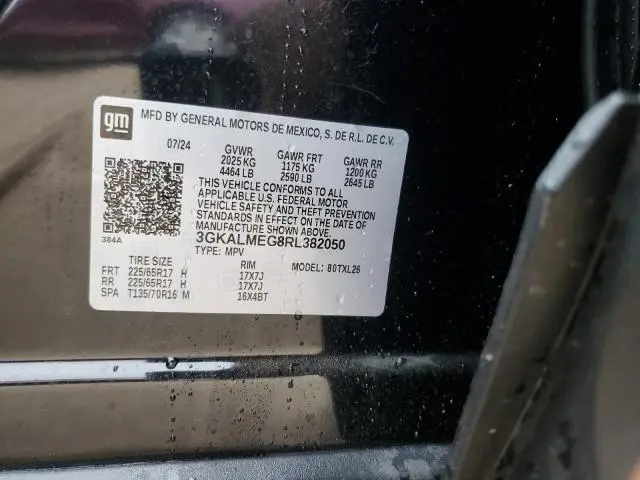 gm
MFD BY GENERAL MOTORS DE MEXICO, S. DE R.L. DE C.V.
07/24 GVWR GAWR FRT GAWR RR
2025 KG 1175 KG 1200 KG
4464 LB 2590 LB 2645 LB
THIS VEHICLE CONFORMS TO ALL
APPLICABLE U.S. FEDERAL MOTOR
VEHICLE SAFETY AND THEFT PREVENTION
STANDARDS IN EFFECT ON THE DATE OF
MANUFACTURE SHOWN ABOVE.
384A
3GKALMEG8RL382050
TYPE: MPV
TIRE SIZE RIM MODEL: 80TXL26
FRT 225/65R17 H 17X7J
RR 225/65R17 H 17X7J
SPA T135/70R16 M 16X4BT